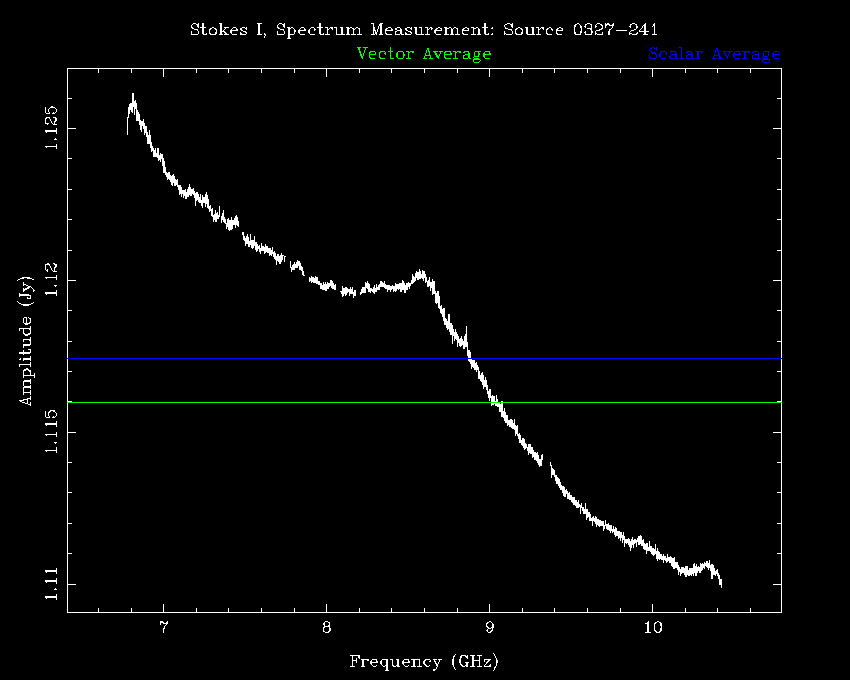 Stokes I, Spectrum Measurement: Source 0327-241
Vector Average
Scalar Average
Amplitude (Jy)
1.125
1.12
1.115
1.11
7
8
9
10
Frequency (GHz)